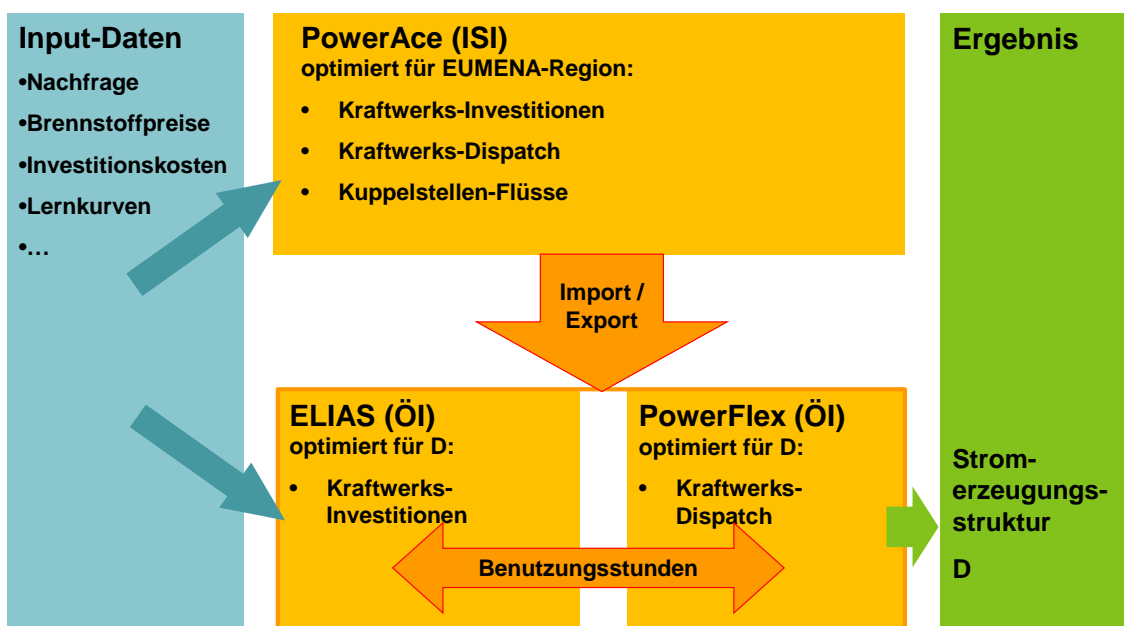 Input-Daten
•Nachfrage
•Brennstoffpreise
•Investitionskosten
•Lernkurven
•…
PowerAce (ISI)
optimiert für EUMENA-Region:
• Kraftwerks-Investitionen
• Kraftwerks-Dispatch
• Kuppelstellen-Flüsse
Import /
Export
ELIAS (ÖI)
optimiert für D:
• Kraftwerks-
Investitionen
PowerFlex (ÖI)
optimiert für D:
• Kraftwerks-
Dispatch
Benutzungsstunden
Ergebnis
Strom-
erzeugungs-
struktur
D